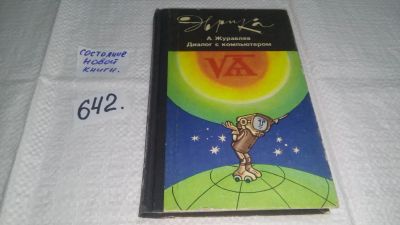 состояние
новой
книги.
642.
Эврика
А. Журавлев
Диалог с компьютером